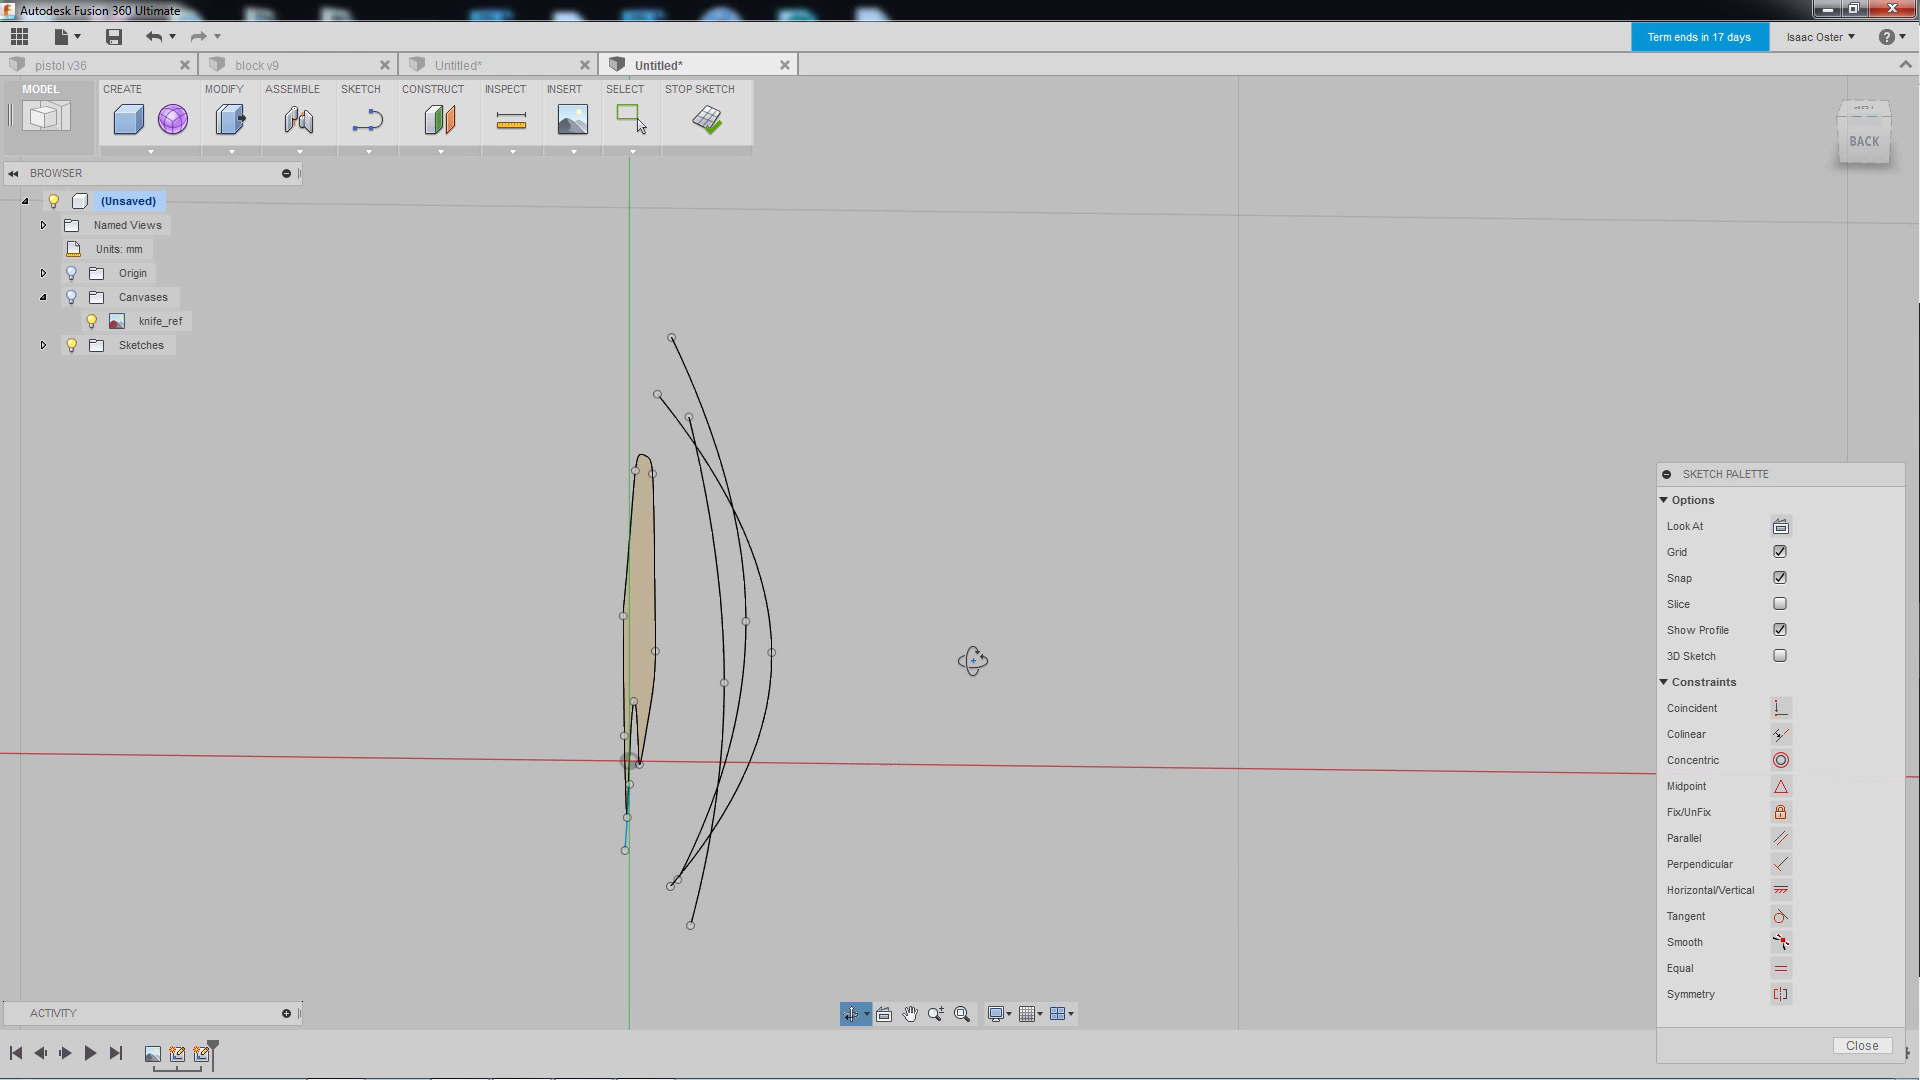 Autodesk Fusion 360 Ultimate
Term ends in 17 days
Isaac Oster
pistol v36
block v9
Untitled*
Untitled*
MODEL
CREATE
MODIFY
ASSEMBLE
SKETCH
CONSTRUCT
INSPECT
INSERT
SELECT
STOP SKETCH
BACK
BROWSER
(Unsaved)
Named Views
Units: mm
Origin
Canvases
knife_ref
Sketches
SKETCH PALETTE
Options
Look At
Grid
Snap
Slice
Show Profile
3D Sketch
Constraints
Coincident
Colinear
Concentric
Midpoint
Fix/UnFix
Parallel
Perpendicular
Horizontal/Vertical
Tangent
Smooth
Equal
Symmetry
Close
ACTIVITY